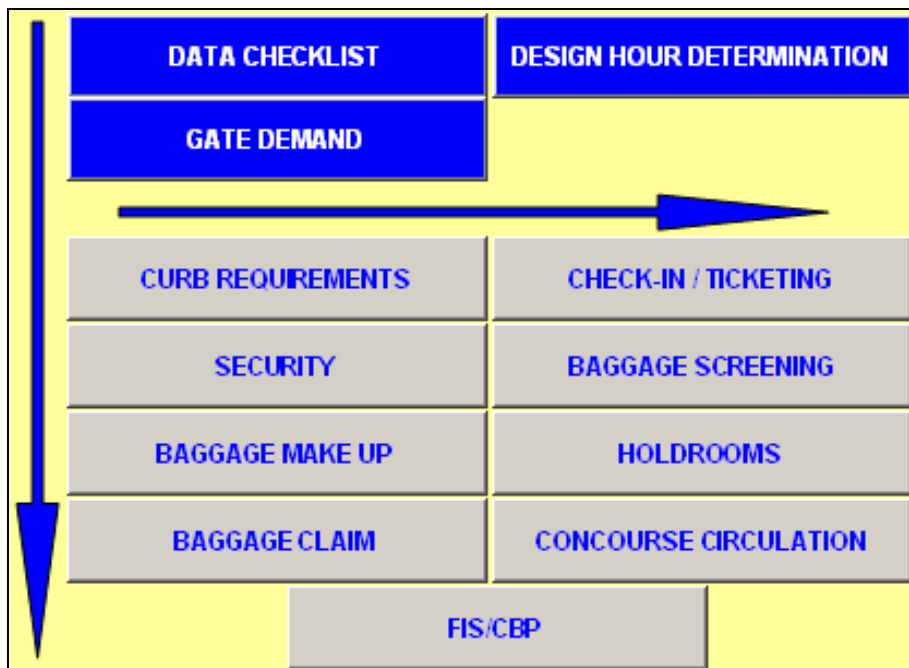 DATA CHECKLIST
DESIGN HOUR DETERMINATION
GATE DEMAND
CURB REQUIREMENTS
CHECK-IN / TICKETING
SECURITY
BAGGAGE SCREENING
BAGGAGE MAKE UP
HOLDROOMS
BAGGAGE CLAIM
CONCOURSE CIRCULATION
FIS/CBP